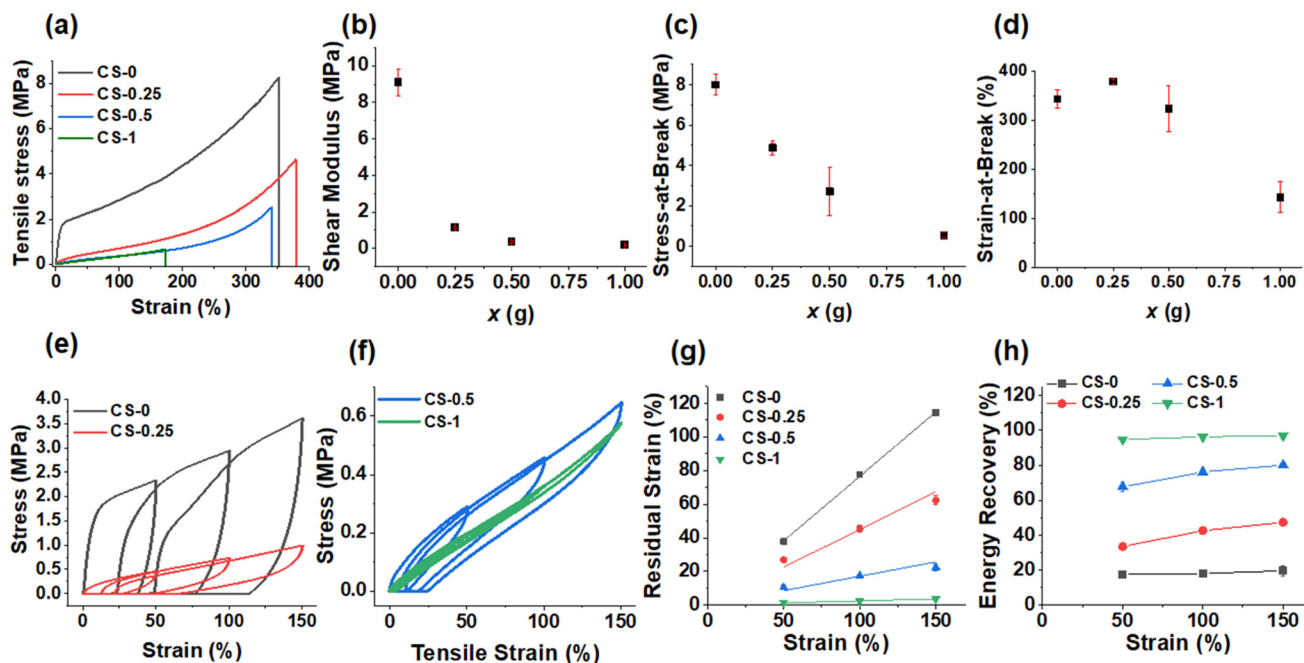 (a)
Tensile stress (MPa)
8
6
4
2
0
CS-0
CS-0.25
CS-0.5
CS-1
0 100 200 300 400
Strain (%)
(b)
Shear Modulus (MPa)
10
9
8
7
6
5
4
3
2
1
0
0.00 0.25 0.50 0.75 1.00
x (g)
(c)
Stress-at-Break (MPa)
8
6
4
2
0
0.00 0.25 0.50 0.75 1.00
x (g)
(d)
Strain-at-Break (%)
400
300
200
100
0
0.00 0.25 0.50 0.75 1.00
x (g)
(e)
Stress (MPa)
4.0
3.5
3.0
2.5
2.0
1.5
1.0
0.5
0.0
CS-0
CS-0.25
0 50 100 150
Strain (%)
(f)
Stress (MPa)
0.6
0.4
0.2
0.0
CS-0.5
CS-1
0 50 100 150
Tensile Strain (%)
(g)
Residual Strain (%)
120
100
80
60
40
20
0
CS-0
CS-0.25
CS-0.5
CS-1
0 50 100 150
Strain (%)
(h)
Energy Recovery (%)
120
100
80
60
40
20
0
CS-0 CS-0.5
CS-0.25 CS-1
0 50 100 150
Strain (%)